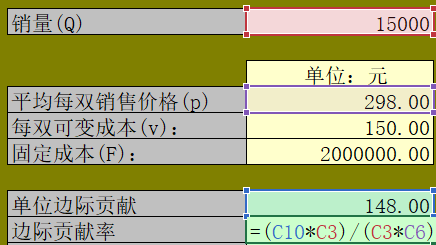 销量(Q) 15000
单位：元
平均每双销售价格(p) 298.00
每双可变成本(v)： 150.00
固定成本(F)： 2000000.00
单位边际贡献 148.00
边际贡献率 =(C10*C3)/(C3*C6)